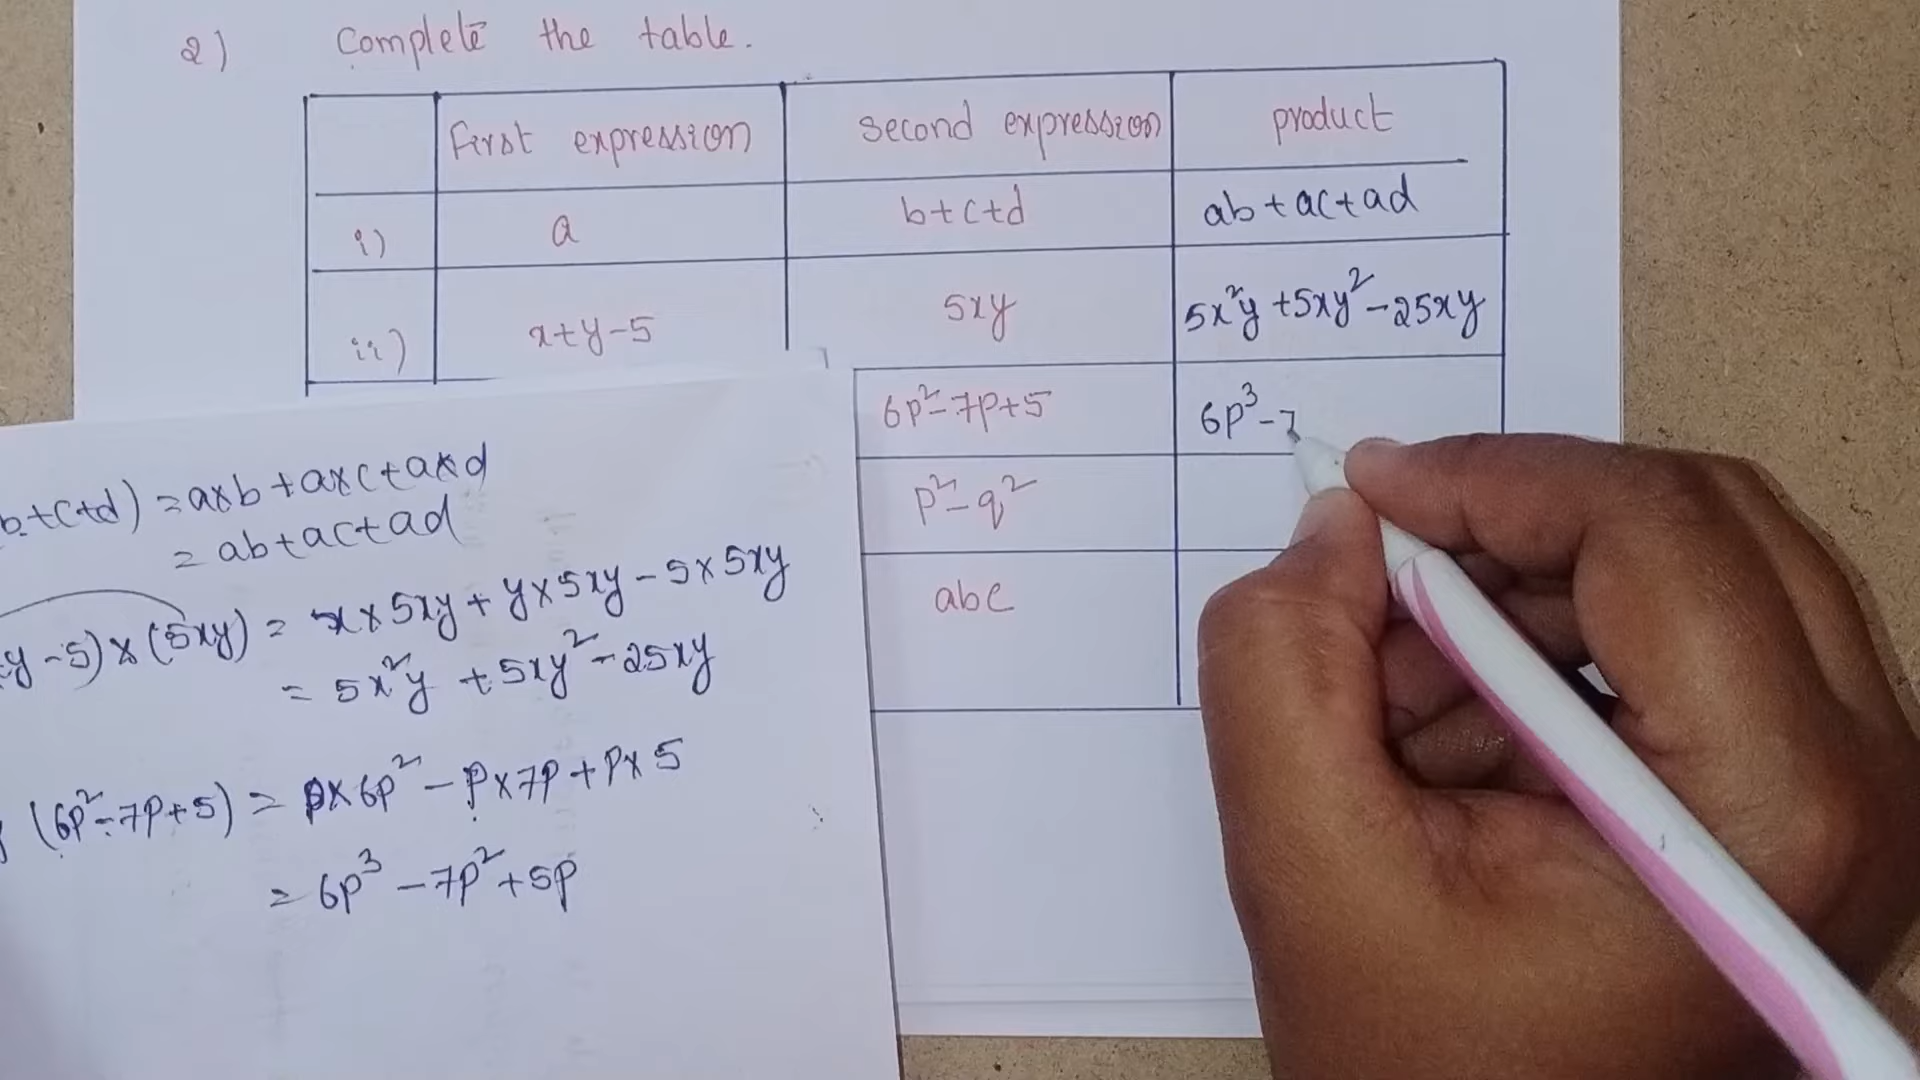 2) Complete the table.
First expression second expression product
i) a b+c+d ab+ac+ad
ii) x+y-5 5xy 5x²y+5xy²-25xy
6p²-7p+5 6p³-7
p²-q²
abc
b+c+d) = a×b+a×c+a×d
= ab+ac+ad
y-5)×(5xy) = x×5xy+y×5xy-5×5xy
= 5x²y+5xy²-25xy
(6p²-7p+5) = p×6p²-p×7p+p×5
= 6p³-7p²+5p